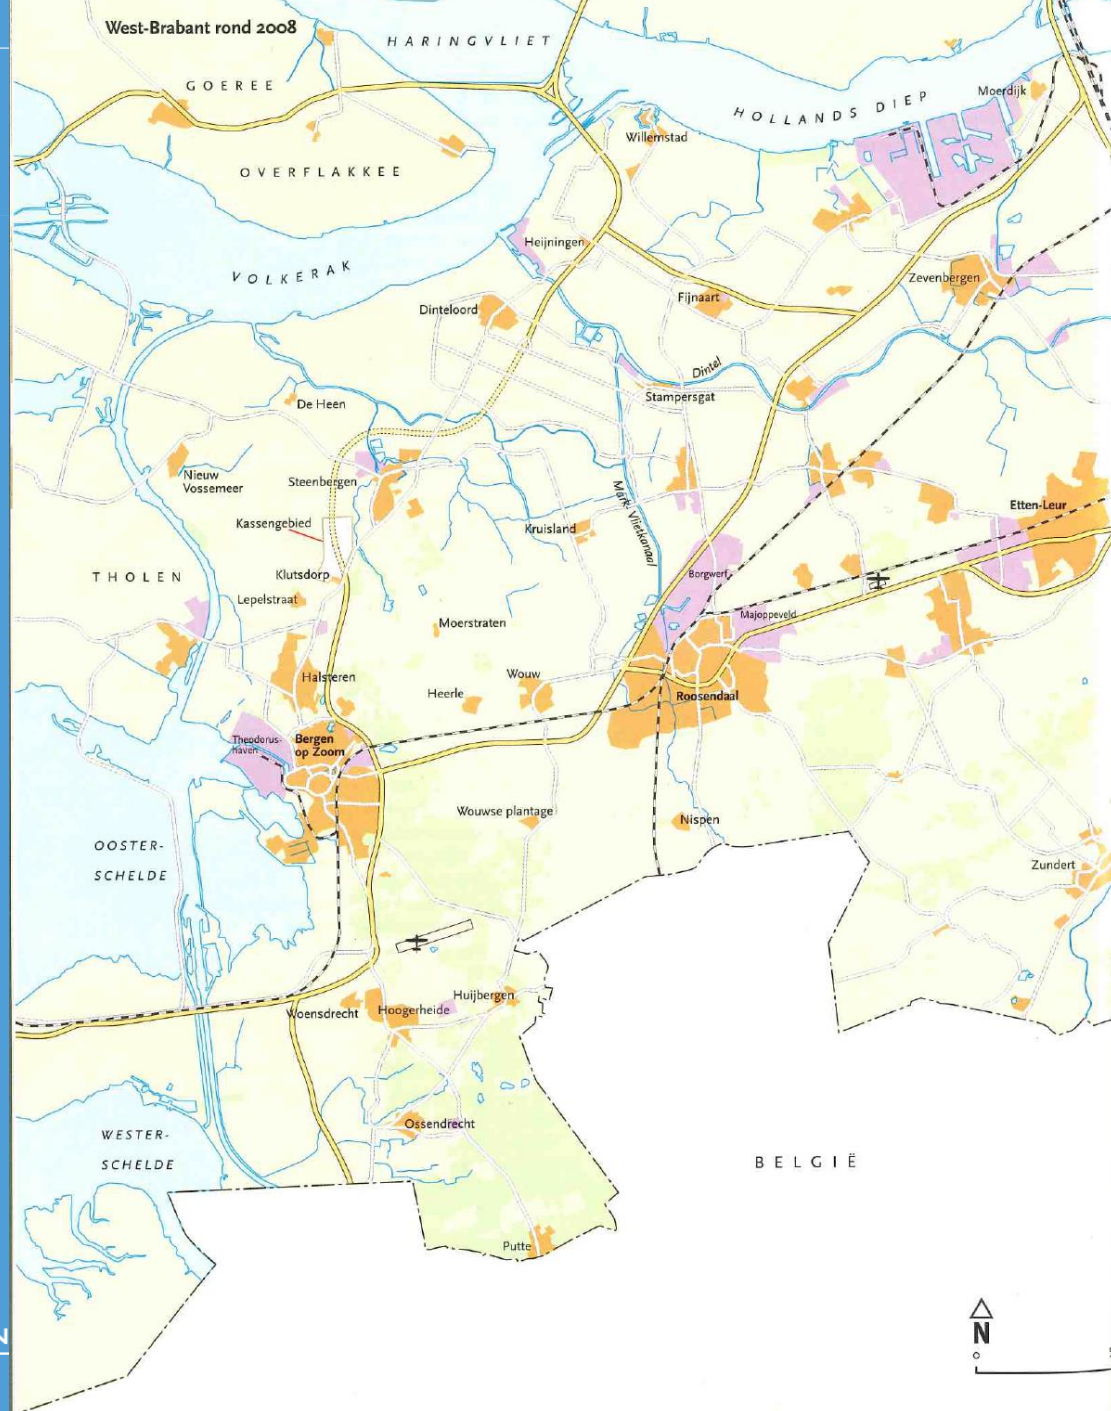 West-Brabant rond 2008
HARINGVLIET
GOEREE
HOLLANDS DIEP
Moerdijk
Willemstad
OVERFLAKKEE
Heijningen
VOLKERAK
Zevenbergen
Fijnaart
Dinteloord
Dintel
Stampersgat
De Heen
Nieuw
Vossemeer
Steenbergen
Mark-Vlietkanaal
Etten-Leur
Kassengebied
Kruisland
THOLEN
Klutsdorp
Borgwerf
Lepelstraat
Majoppeveld
Moerstraten
Halsteren
Wouw
Heerle
Roosendaal
Theodorus-
haven
Bergen
op Zoom
Wouwse plantage
Nispen
OOSTER-
SCHELDE
Zundert
Huijbergen
Woensdrecht
Hoogerheide
Ossendrecht
WESTER-
SCHELDE
BELGIË
Putte
N
N
0